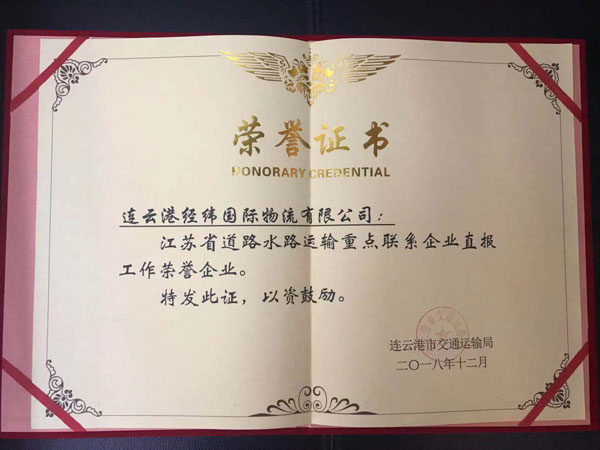 荣誉证书
HONORARY CREDENTIAL
连云港经纬国际物流有限公司：
江苏省道路水路运输重点联系企业直报
工作荣誉企业。
特发此证，以资鼓励。
连云港市交通运输局
二〇一八年十二月